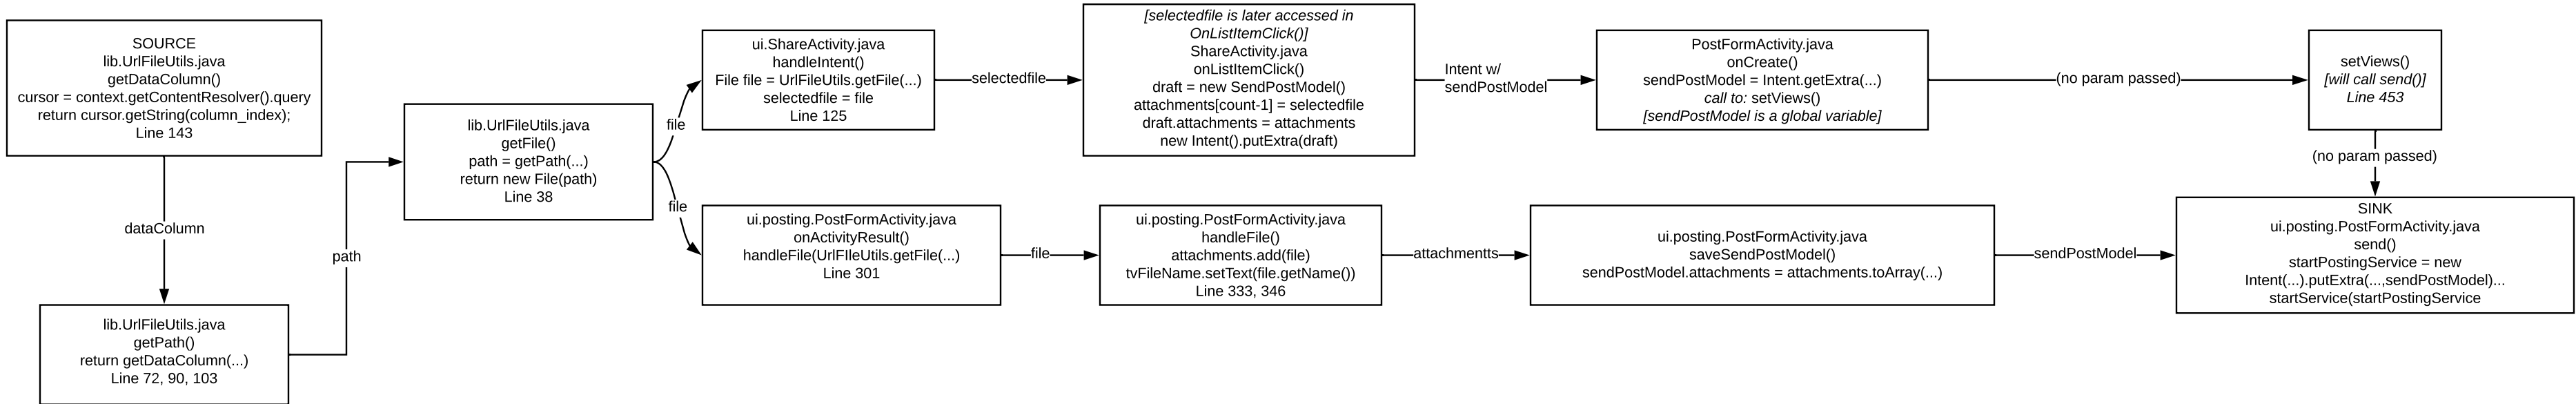 SOURCE
lib.UrlFileUtils.java
getDataColumn()
cursor = context.getContentResolver().query
return cursor.getString(column_index);
Line 143
dataColumn
lib.UrlFileUtils.java
getPath()
return getDataColumn(...)
Line 72, 90, 103
path
lib.UrlFileUtils.java
getFile()
path = getPath(...)
return new File(path)
Line 38
file
file
ui.ShareActivity.java
handleIntent()
File file = UrlFileUtils.getFile(...)
selectedfile = file
Line 125
selectedfile
[selectedfile is later accessed in
OnListItemClick()]
ShareActivity.java
onListItemClick()
draft = new SendPostModel()
attachments[count-1] = selectedfile
draft.attachments = attachments
new Intent().putExtra(draft)
Intent w/
sendPostModel
PostFormActivity.java
onCreate()
sendPostModel = Intent.getExtra(...)
call to: setViews()
[sendPostModel is a global variable]
(no param passed)
setViews()
[will call send()]
Line 453
(no param passed)
ui.posting.PostFormActivity.java
onActivityResult()
handleFile(UrlFIleUtils.getFile(...)
Line 301
file
ui.posting.PostFormActivity.java
handleFile()
attachments.add(file)
tvFileName.setText(file.getName())
Line 333, 346
attachmentts
ui.posting.PostFormActivity.java
saveSendPostModel()
sendPostModel.attachments = attachments.toArray(...)
sendPostModel
SINK
ui.posting.PostFormActivity.java
send()
startPostingService = new
Intent(...).putExtra(...,sendPostModel)...
startService(startPostingService